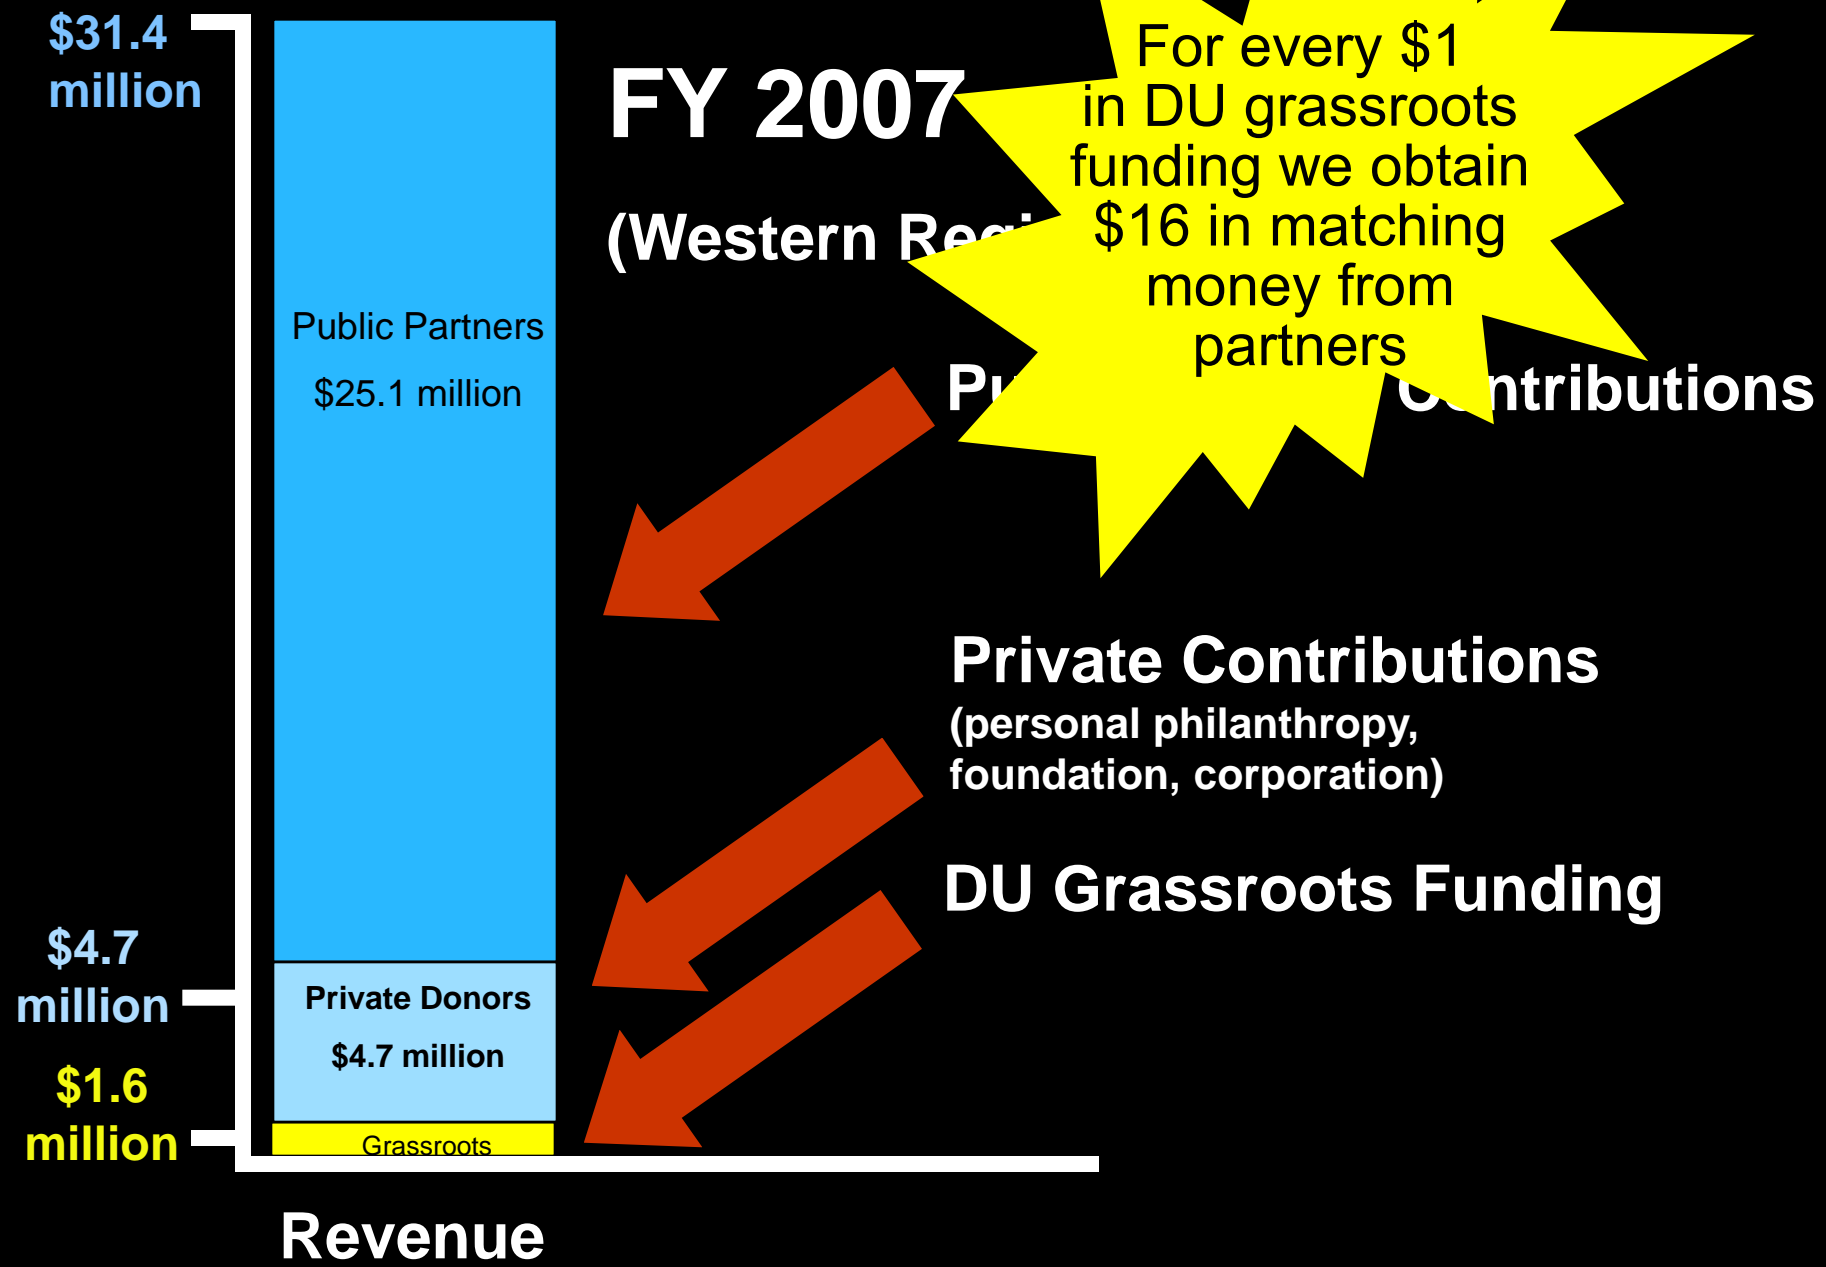 $31.4
million
FY 2007
(Western
For every $1
in DU grassroots
funding we obtain
$16 in matching
money from
partners
Public Partners
$25.1 million
Private Contributions
(personal philanthropy,
foundation, corporation)
DU Grassroots Funding
$4.7
million
Private Donors
$4.7 million
$1.6
million
Grassroots
Revenue